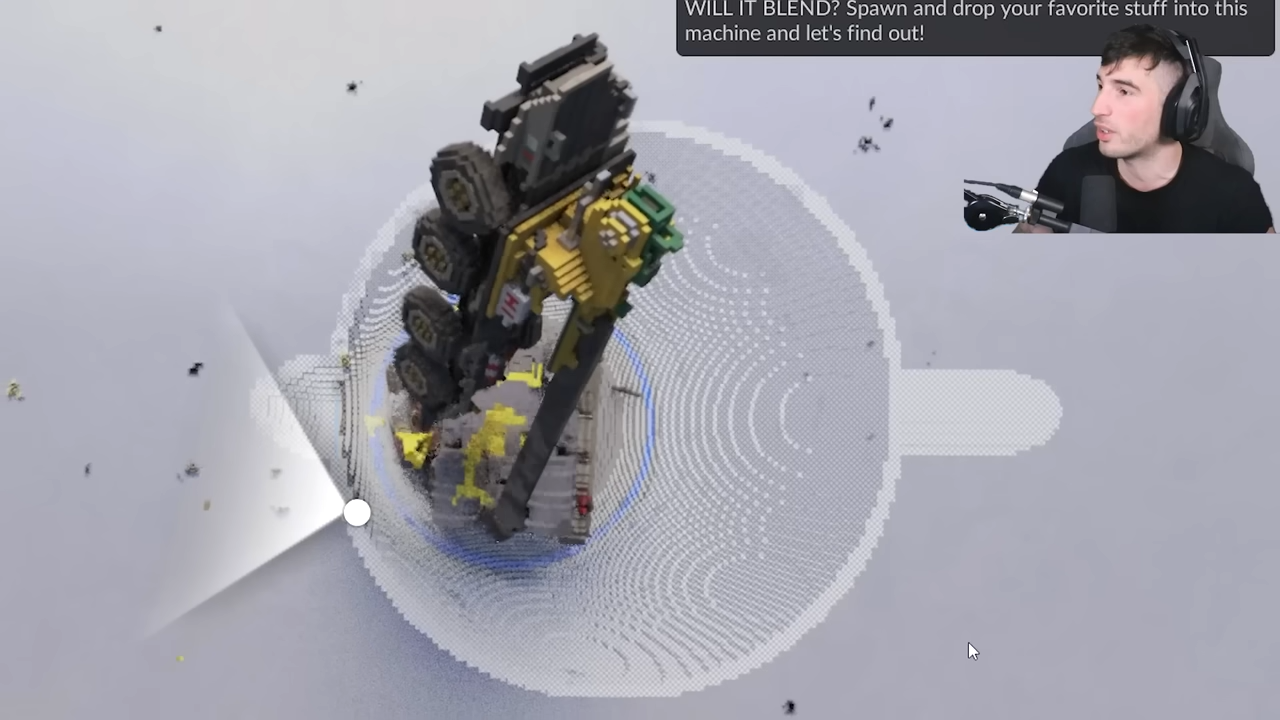 WILL IT BLEND? Spawn and drop your favorite stuff into this
machine and let's find out!